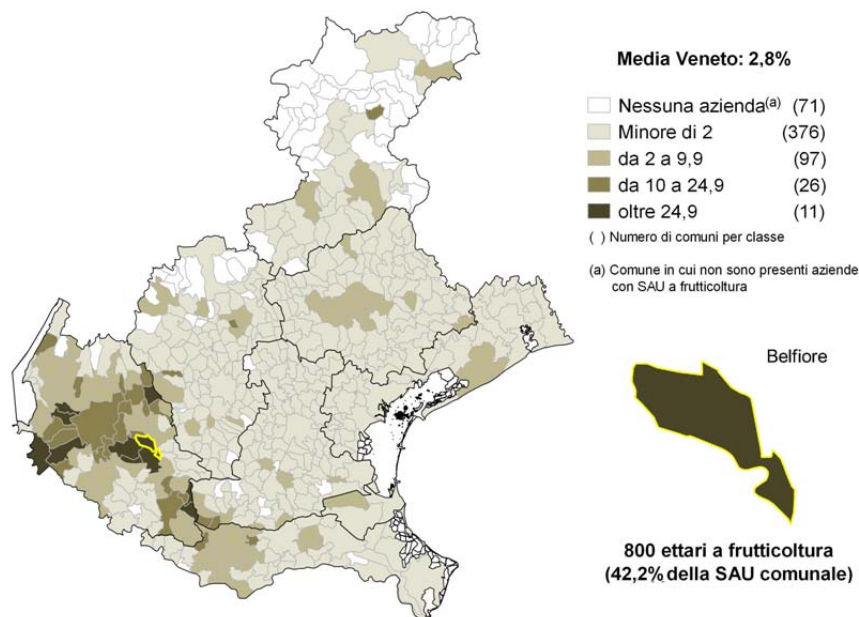 Media Veneto: 2,8%
Nessuna azienda(a) (71)
Minore di 2 (376)
da 2 a 9,9 (97)
da 10 a 24,9 (26)
oltre 24,9 (11)
( ) Numero di comuni per classe
(a) Comune in cui non sono presenti aziende
con SAU a frutticoltura
Belfiore
800 ettari a frutticoltura
(42,2% della SAU comunale)